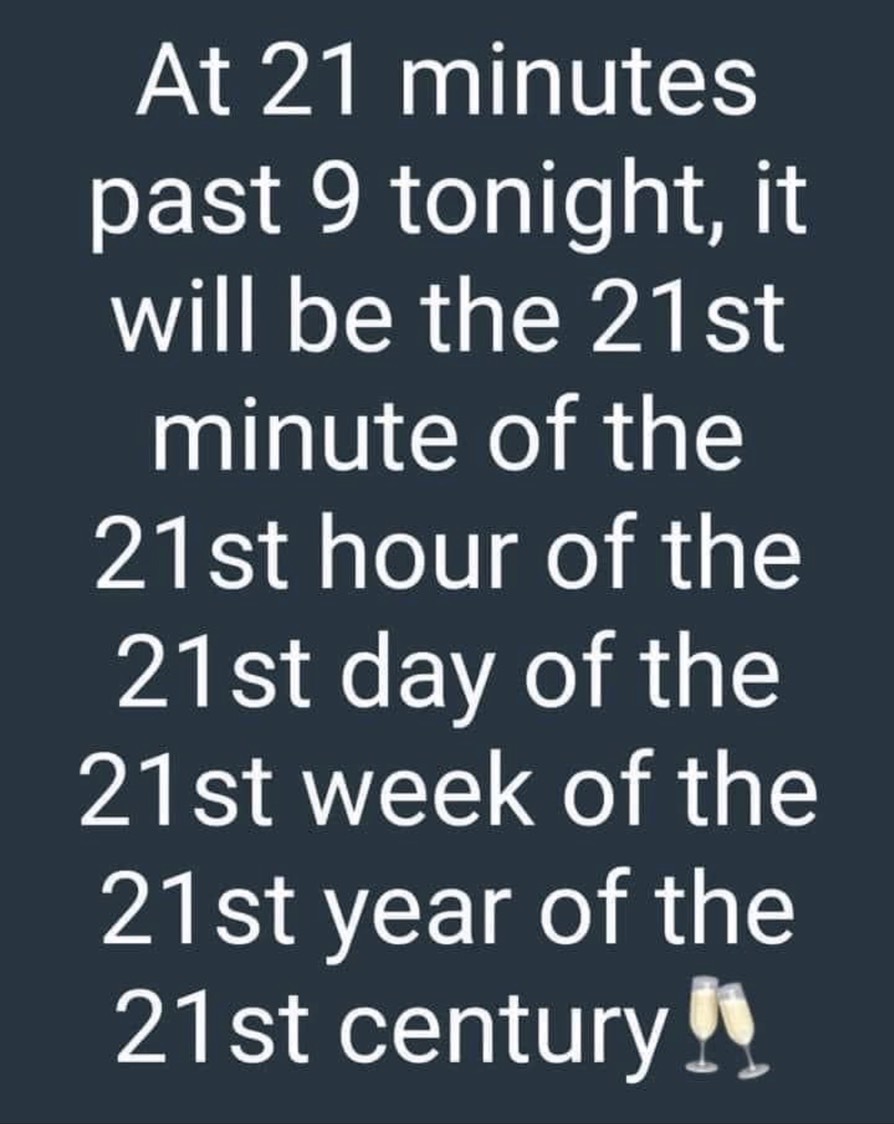 At 21 minutes
past 9 tonight, it
will be the 21st
minute of the
21st hour of the
21st day of the
21st week of the
21st year of the
21st century🥂